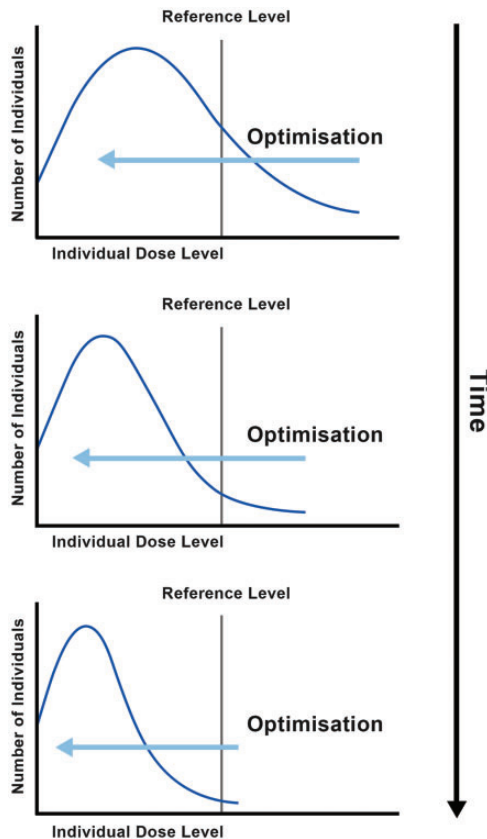 Reference Level
Number of Individuals
Optimisation
Individual Dose Level
Reference Level
Number of Individuals
Optimisation
Individual Dose Level
Reference Level
Number of Individuals
Optimisation
Individual Dose Level
Time